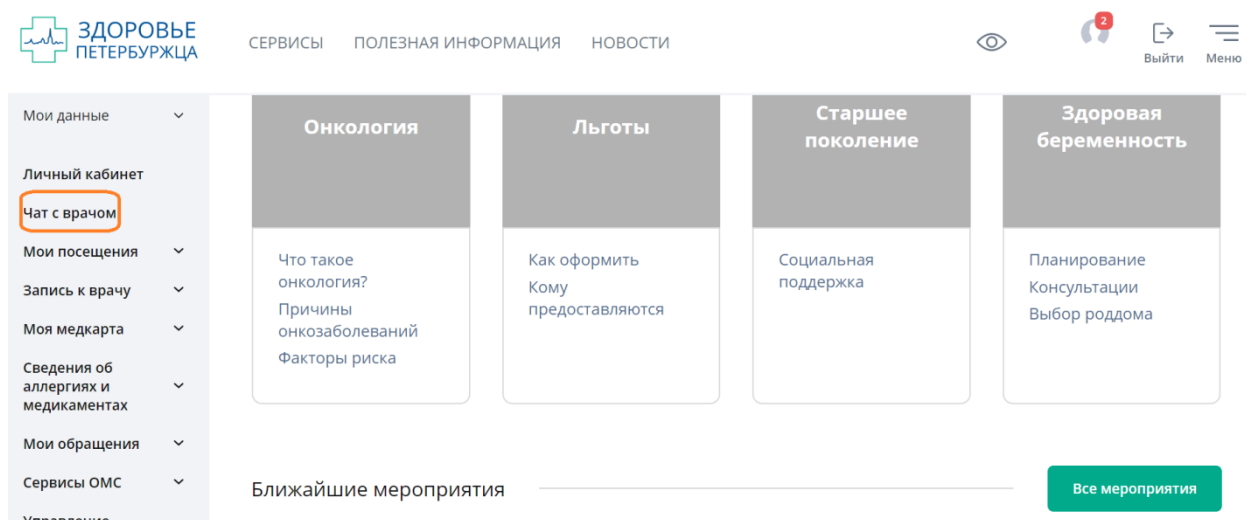 ЗДОРОВЬЕ
ПЕТЕРБУРЖЦА
СЕРВИСЫ ПОЛЕЗНАЯ ИНФОРМАЦИЯ НОВОСТИ
2
Выйти
Меню
Мои данные
Личный кабинет
Чат с врачом
Мои посещения
Запись к врачу
Моя медкарта
Сведения об
аллергиях и
медикаментах
Мои обращения
Сервисы ОМС
Управление
Онкология
Что такое
онкология?
Причины
онкозаболеваний
Факторы риска
Льготы
Как оформить
Кому
предоставляются
Старшее
поколение
Социальная
поддержка
Здоровая
беременность
Планирование
Консультации
Выбор роддома
Ближайшие мероприятия
Все мероприятия